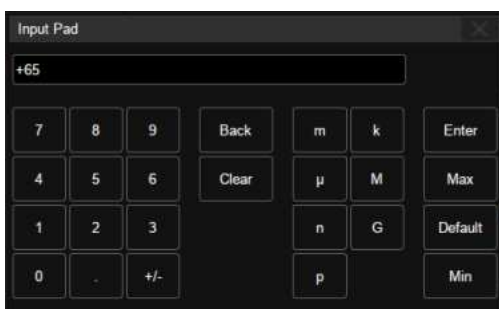 Input Pad
+65
7 8 9 Back m k Enter
4 5 6 Clear µ M Max
1 2 3 n G Default
0 . +/- p Min